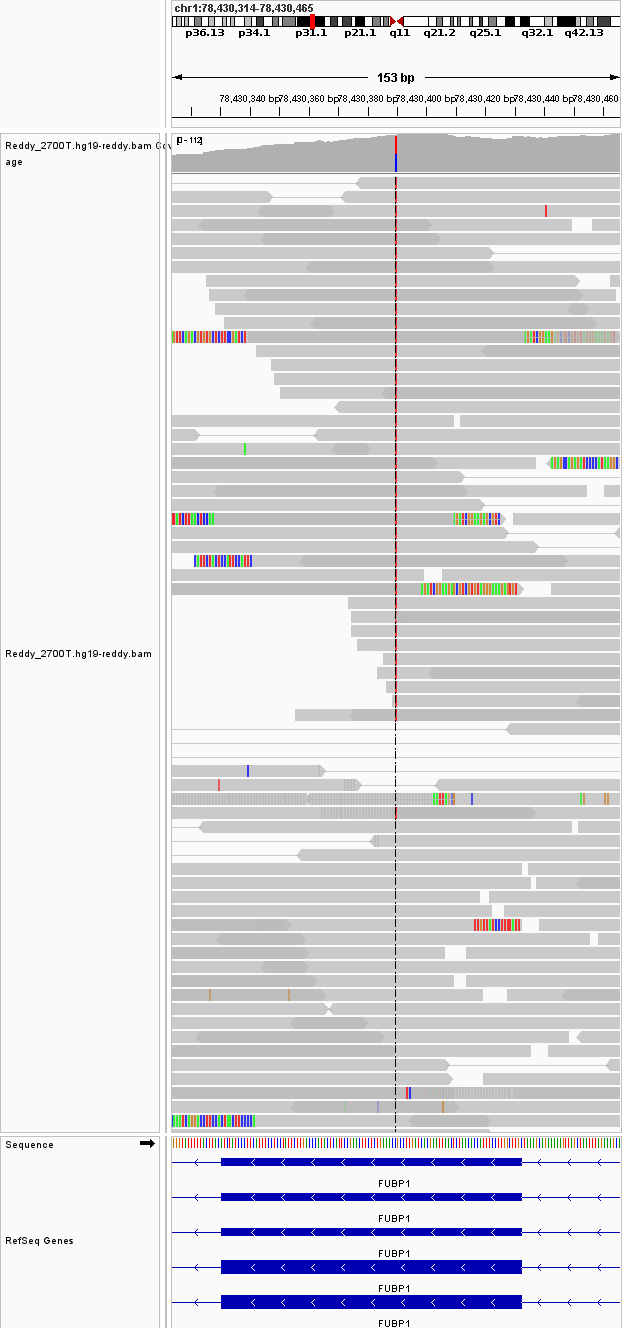 chr1:78,430,314-78,430,465
p36.13 p34.1 p31.1 p21.1 q11 q21.2 q25.1 q32.1 q42.13
153 bp
78,430,340 bp 78,430,360 bp 78,430,380 bp 78,430,400 bp 78,430,420 bp 78,430,440 bp 78,430,460
Reddy_2700T.hg19-reddy.bam Cov
age
[0 - 112]
Reddy_2700T.hg19-reddy.bam
Sequence
FUBP1
FUBP1
RefSeq Genes
FUBP1
FUBP1
FUBP1